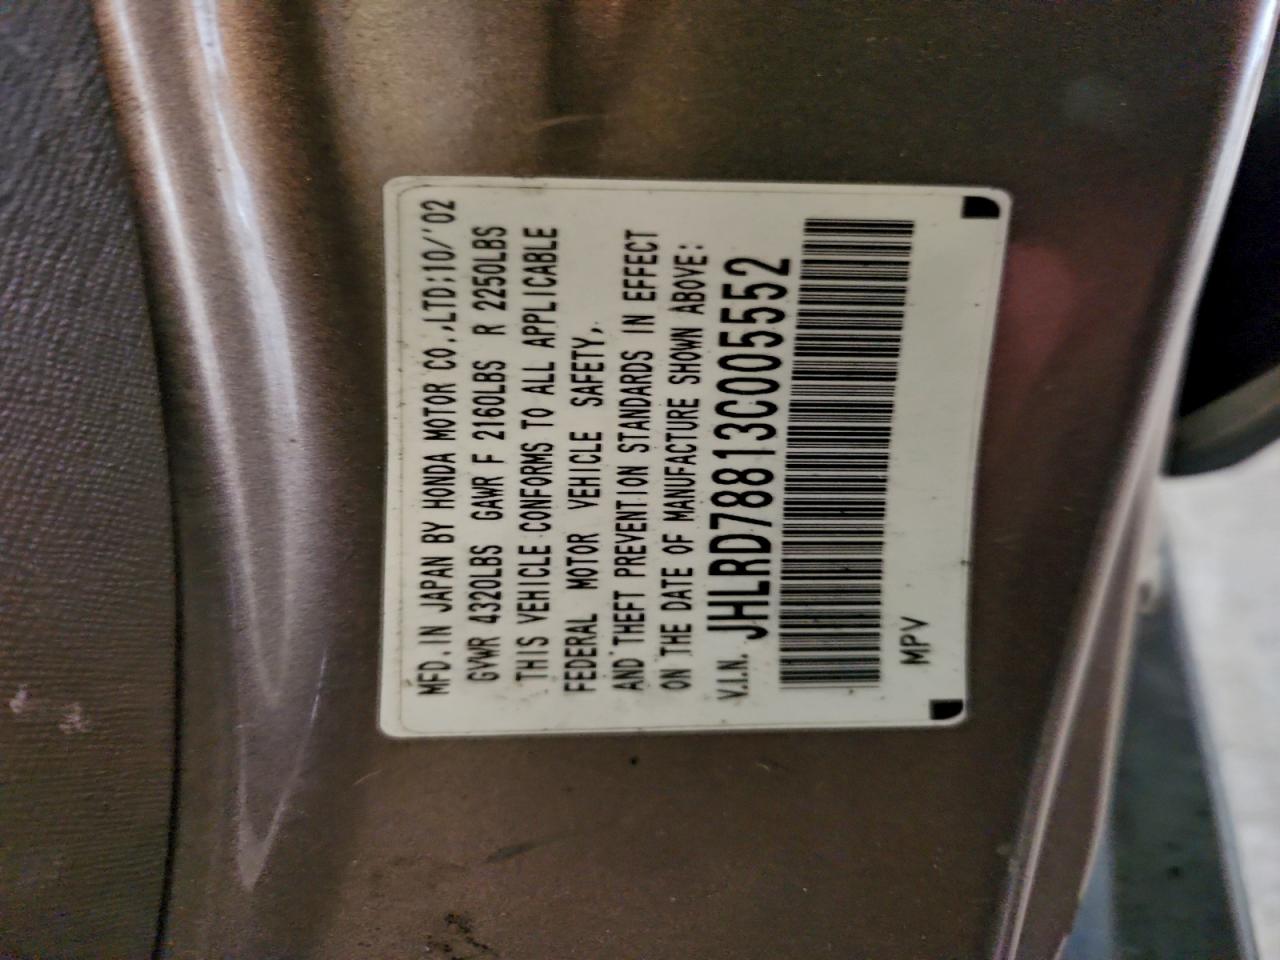 MFD. IN JAPAN BY HONDA MOTOR CO.,LTD;10/'02
GVWR 4320LBS GAWR F 2160LBS R 2250LBS
THIS VEHICLE CONFORMS TO ALL APPLICABLE
FEDERAL MOTOR VEHICLE SAFETY,
AND THEFT PREVENTION STANDARDS IN EFFECT
ON THE DATE OF MANUFACTURE SHOWN ABOVE:
V.I.N. JHLRD78813C005552
MPV